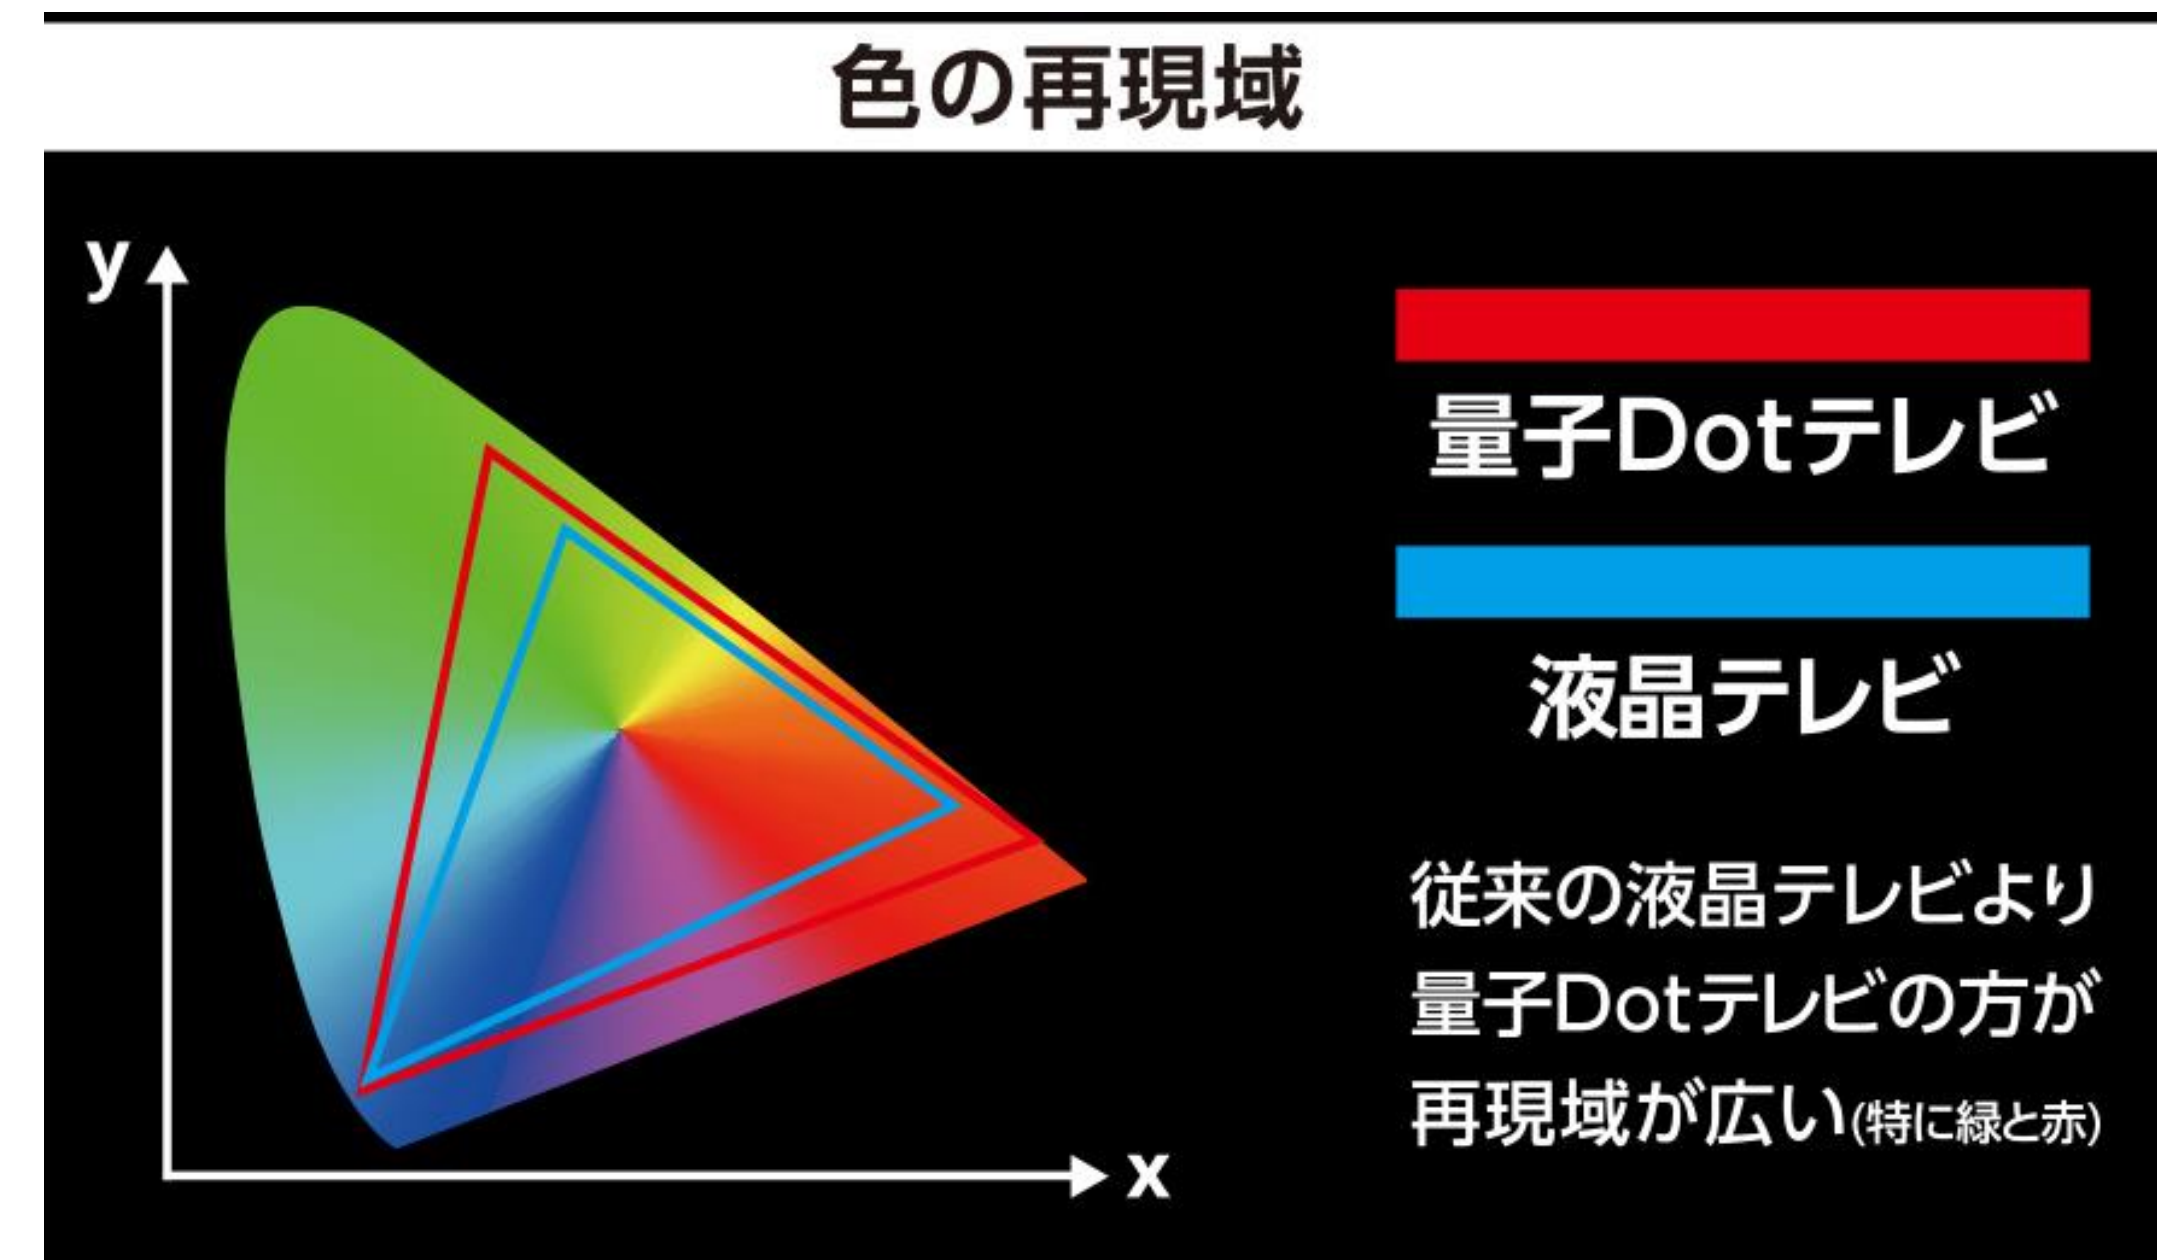 色の再現域
y
量子Dotテレビ
液晶テレビ
従来の液晶テレビより
量子Dotテレビの方が
再現域が広い(特に緑と赤)
x